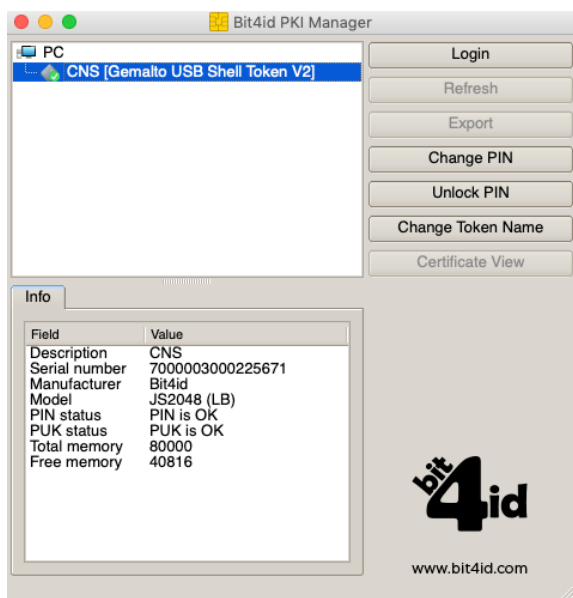 Bit4id PKI Manager
PC
CNS [Gemalto USB Shell Token V2]
Login
Refresh
Export
Change PIN
Unlock PIN
Change Token Name
Certificate View
Info
Field Value
Description CNS
Serial number 7000003000225671
Manufacturer Bit4id
Model JS2048 (LB)
PIN status PIN is OK
PUK status PUK is OK
Total memory 80000
Free memory 40816
bit
4id
www.bit4id.com